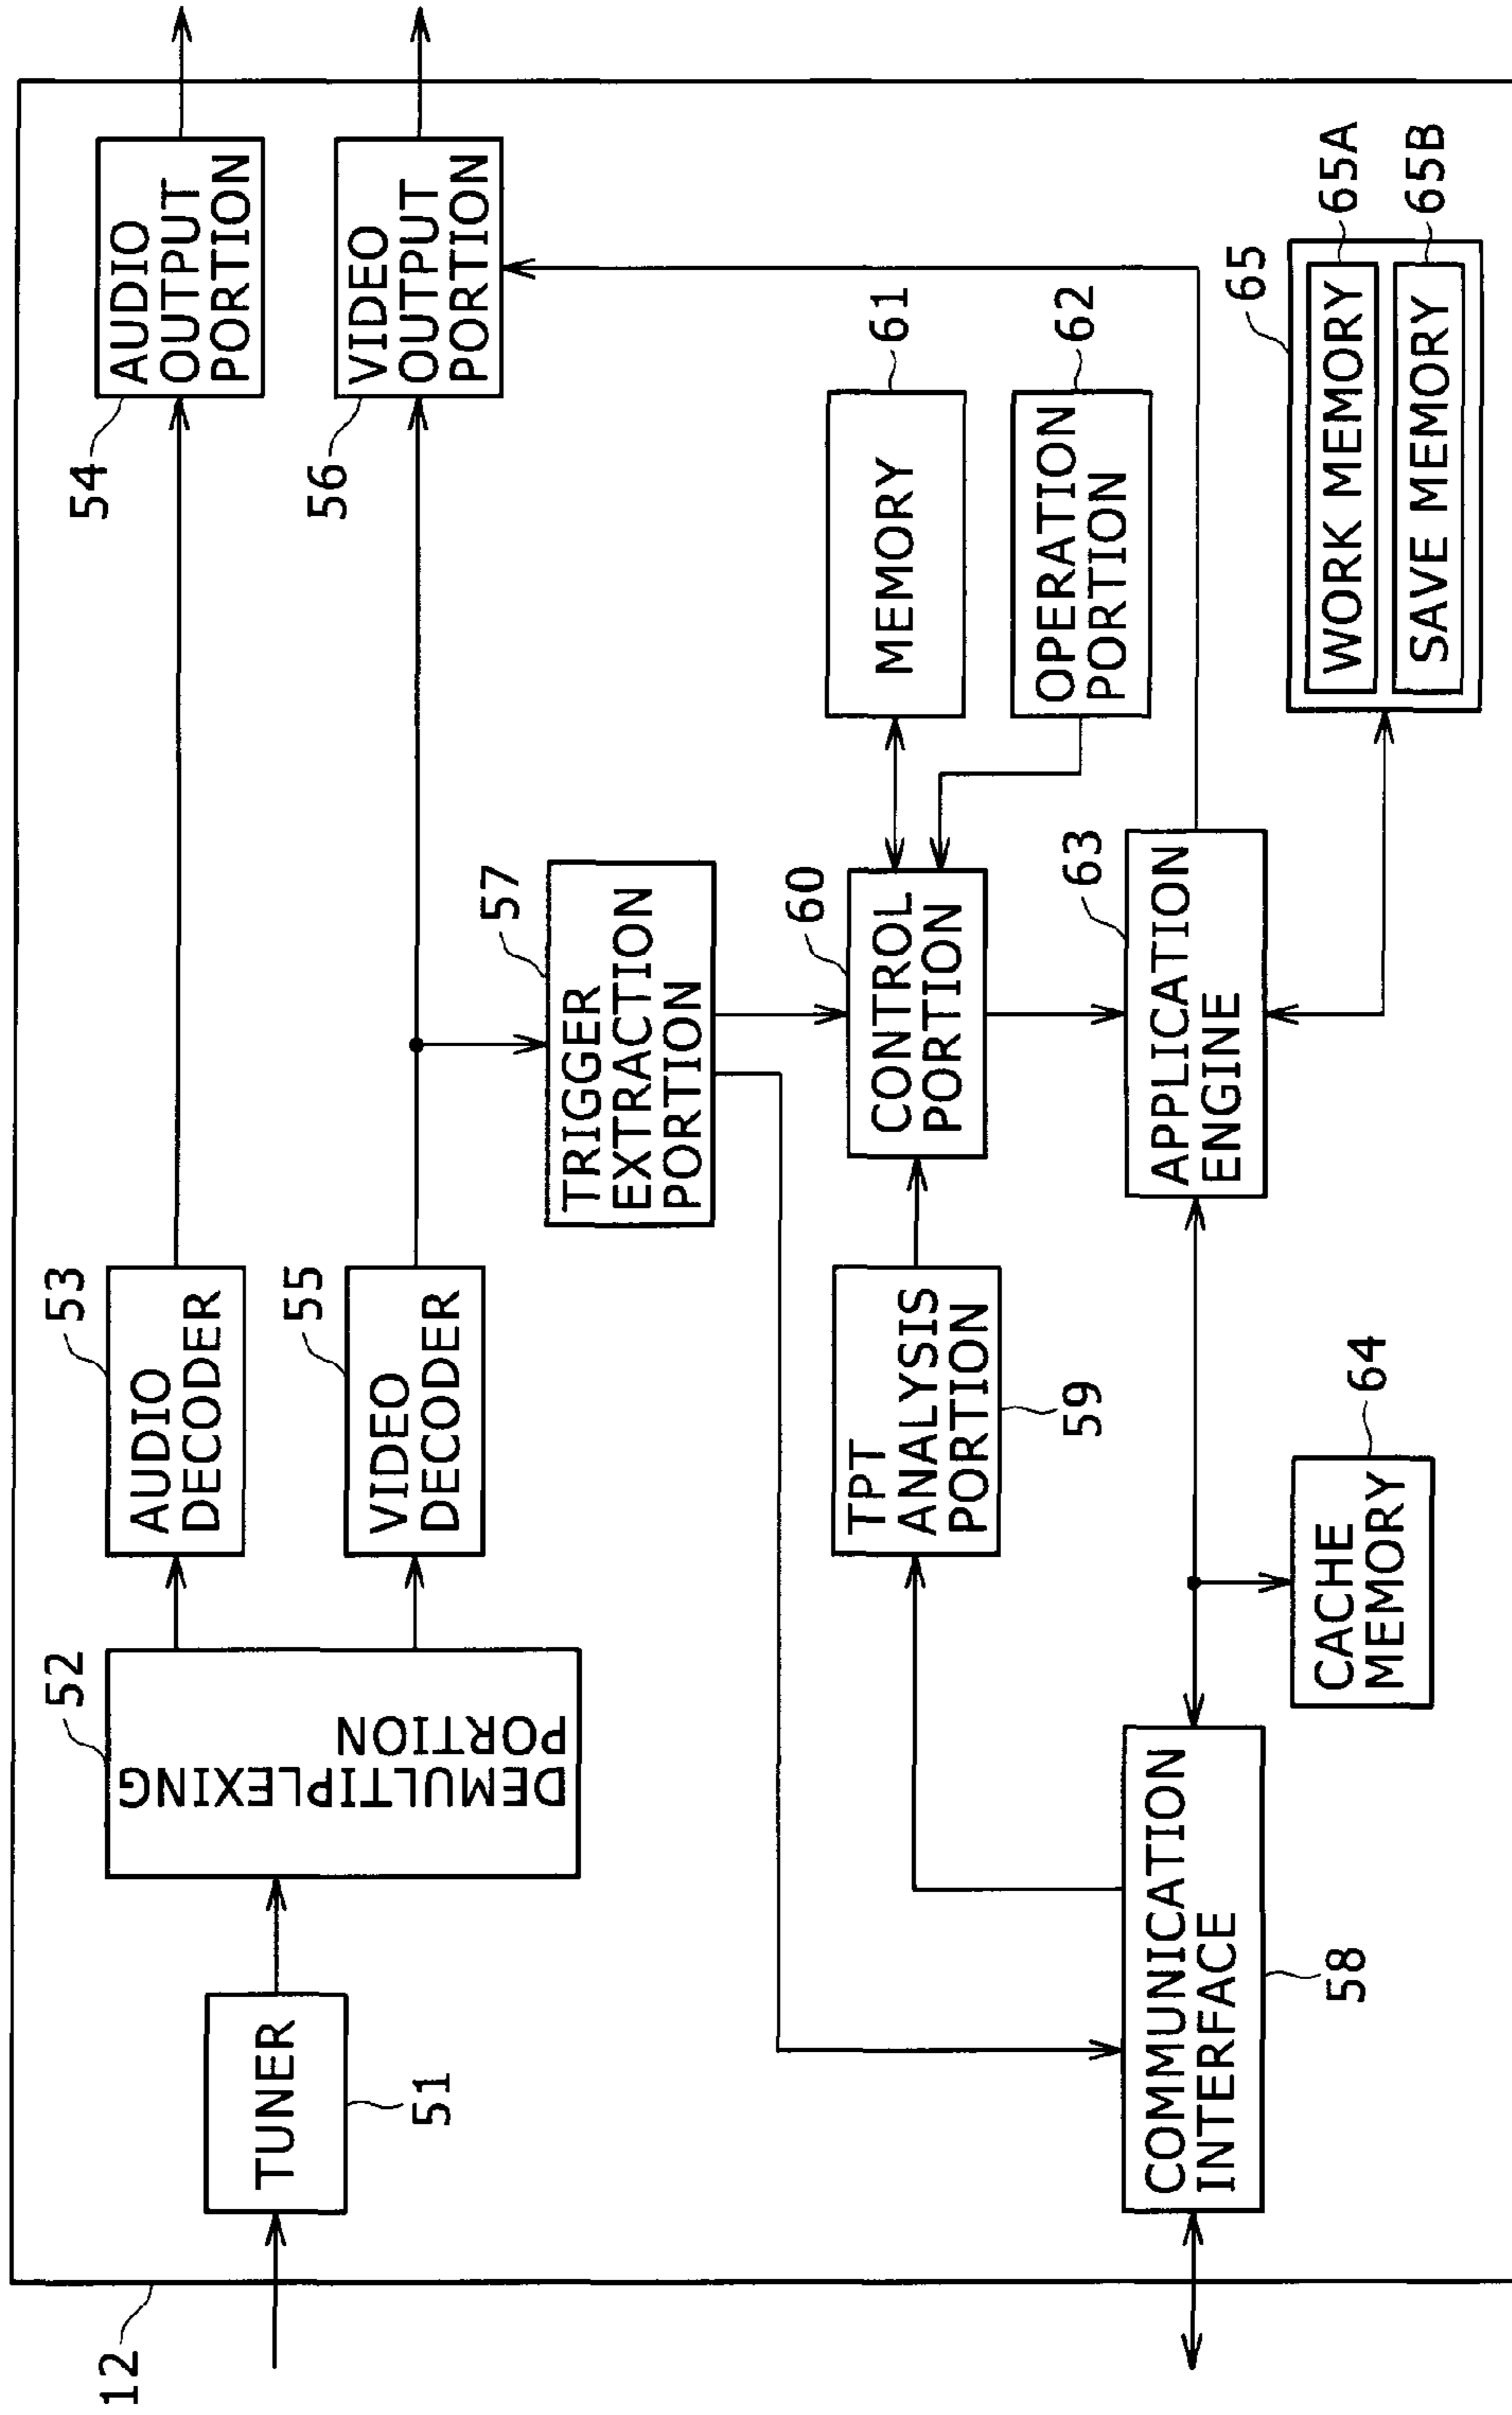 12
TUNER
51
52
DEMULTIPLEXING
PORTION
53
AUDIO
DECODER
54
AUDIO
OUTPUT
PORTION
55
VIDEO
DECODER
56
VIDEO
OUTPUT
PORTION
57
TRIGGER
EXTRACTION
PORTION
TPT
ANALYSIS
PORTION
59
60
CONTROL
PORTION
MEMORY
61
OPERATION
PORTION
62
COMMUNICATION
INTERFACE
58
CACHE
MEMORY
64
63
APPLICATION
ENGINE
65
WORK MEMORY
65A
SAVE MEMORY
65B